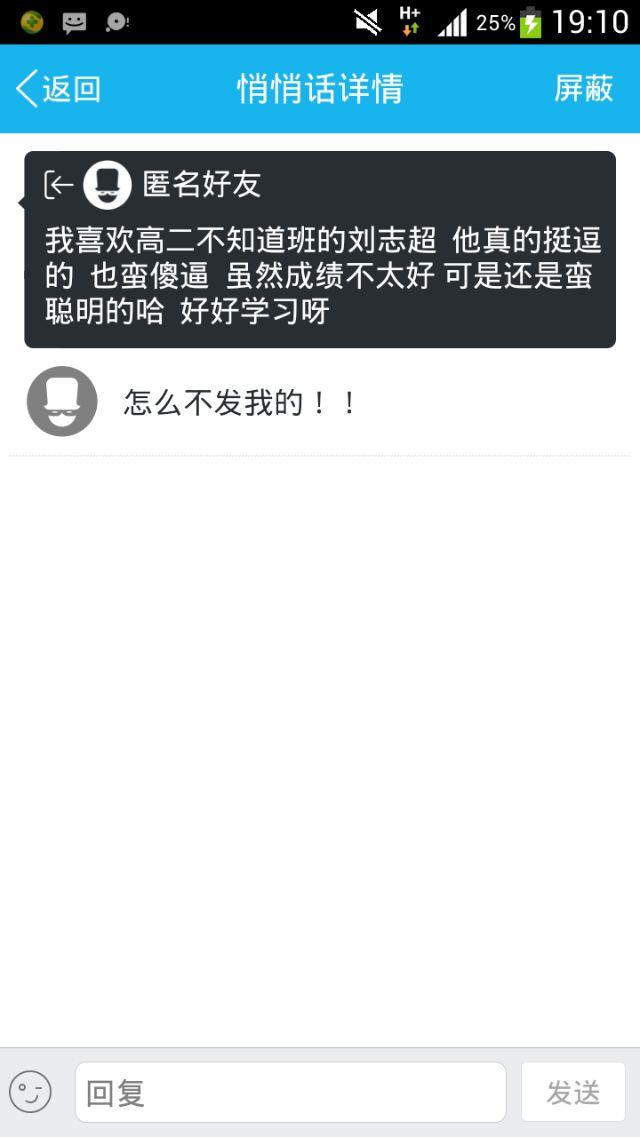 H+ 25% 19:10
返回 悄悄话详情 屏蔽
匿名好友
我喜欢高二不知道班的刘志超 他真的挺逗
的 也蛮傻逼 虽然成绩不太好 可是还是蛮
聪明的哈 好好学习呀
怎么不发我的！！
回复 发送